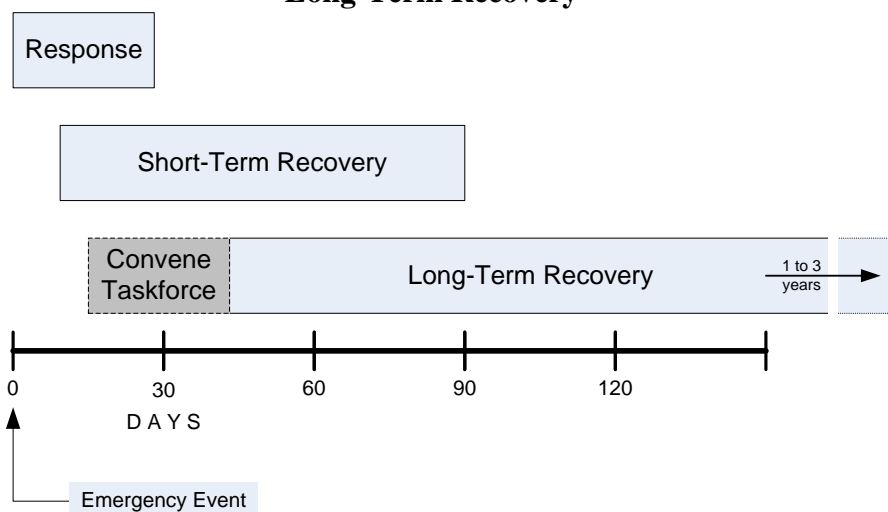 Long-Term Recovery
Response
Short-Term Recovery
Convene
Taskforce
Long-Term Recovery
1 to 3
years
0
30
60
90
120
D A Y S
Emergency Event